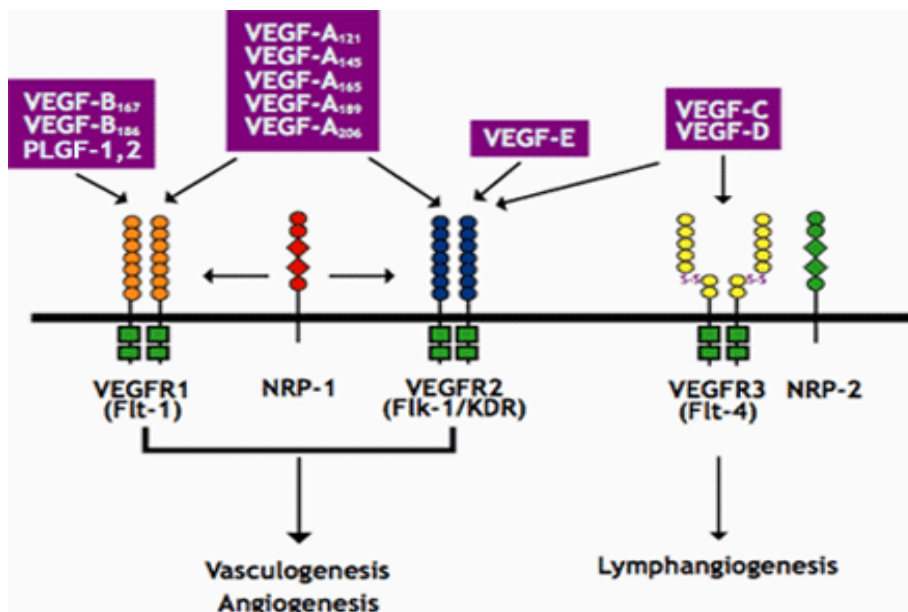 VEGF-A₁₂₁
VEGF-A₁₄₅
VEGF-A₁₆₅
VEGF-A₁₈₉
VEGF-A₂₀₆
VEGF-B₁₆₇
VEGF-B₁₈₆
PLGF-1,2
VEGF-E
VEGF-C
VEGF-D
S-S
S-S
VEGFR1
(Flt-1)
NRP-1
VEGFR2
(Flk-1/KDR)
VEGFR3
(Flt-4)
NRP-2
Vasculogenesis
Angiogenesis
Lymphangiogenesis